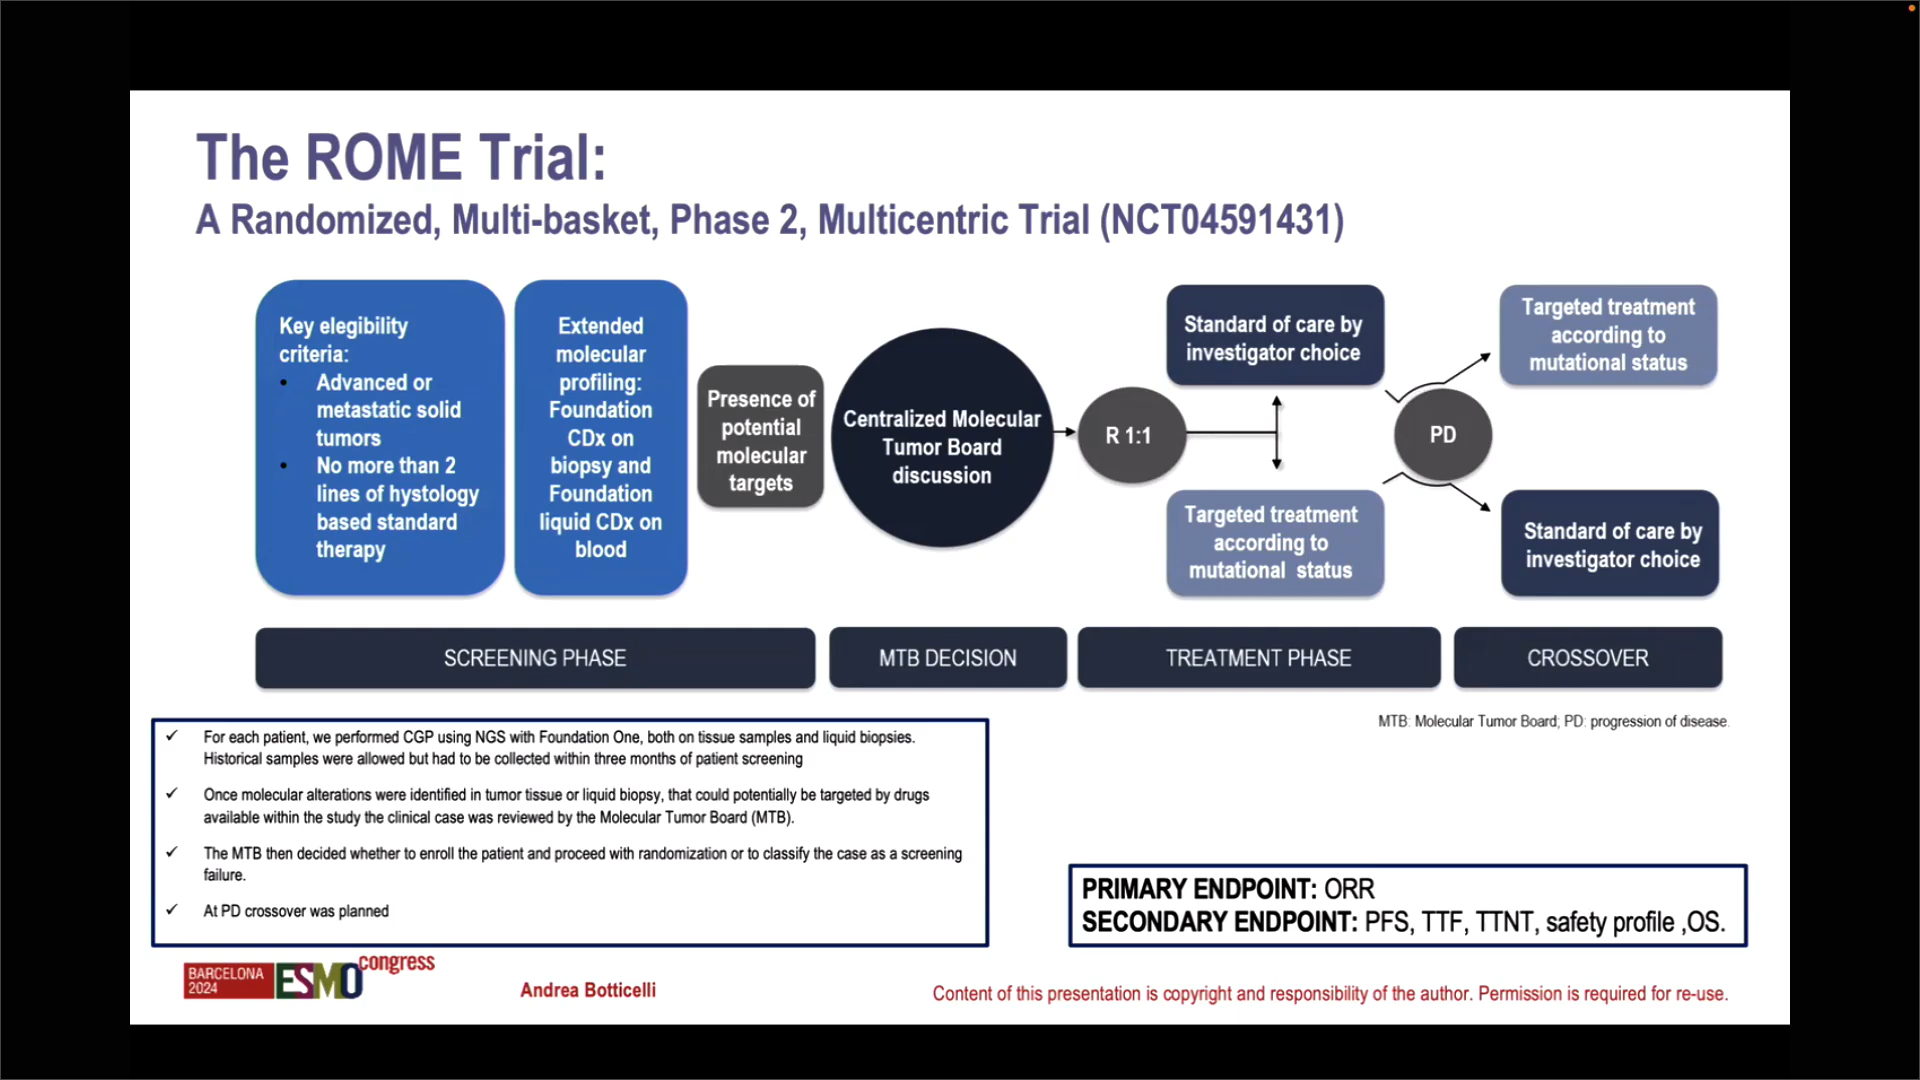 The ROME Trial:
A Randomized, Multi-basket, Phase 2, Multicentric Trial (NCT04591431)
Key elegibility
criteria:
• Advanced or
metastatic solid
tumors
• No more than 2
lines of hystology
based standard
therapy
Extended
molecular
profiling:
Foundation
CDx on
biopsy and
Foundation
liquid CDx on
blood
Presence of
potential
molecular
targets
Centralized Molecular
Tumor Board
discussion
R 1:1
Standard of care by
investigator choice
Targeted treatment
according to
mutational status
PD
Targeted treatment
according to
mutational status
Standard of care by
investigator choice
SCREENING PHASE
MTB DECISION
TREATMENT PHASE
CROSSOVER
MTB: Molecular Tumor Board; PD: progression of disease.
✓ For each patient, we performed CGP using NGS with Foundation One, both on tissue samples and liquid biopsies.
Historical samples were allowed but had to be collected within three months of patient screening
✓ Once molecular alterations were identified in tumor tissue or liquid biopsy, that could potentially be targeted by drugs
available within the study the clinical case was reviewed by the Molecular Tumor Board (MTB).
✓ The MTB then decided whether to enroll the patient and proceed with randomization or to classify the case as a screening
failure.
✓ At PD crossover was planned
PRIMARY ENDPOINT: ORR
SECONDARY ENDPOINT: PFS, TTF, TTNT, safety profile ,OS.
BARCELONA
2024
ESMO congress
Andrea Botticelli
Content of this presentation is copyright and responsibility of the author. Permission is required for re-use.